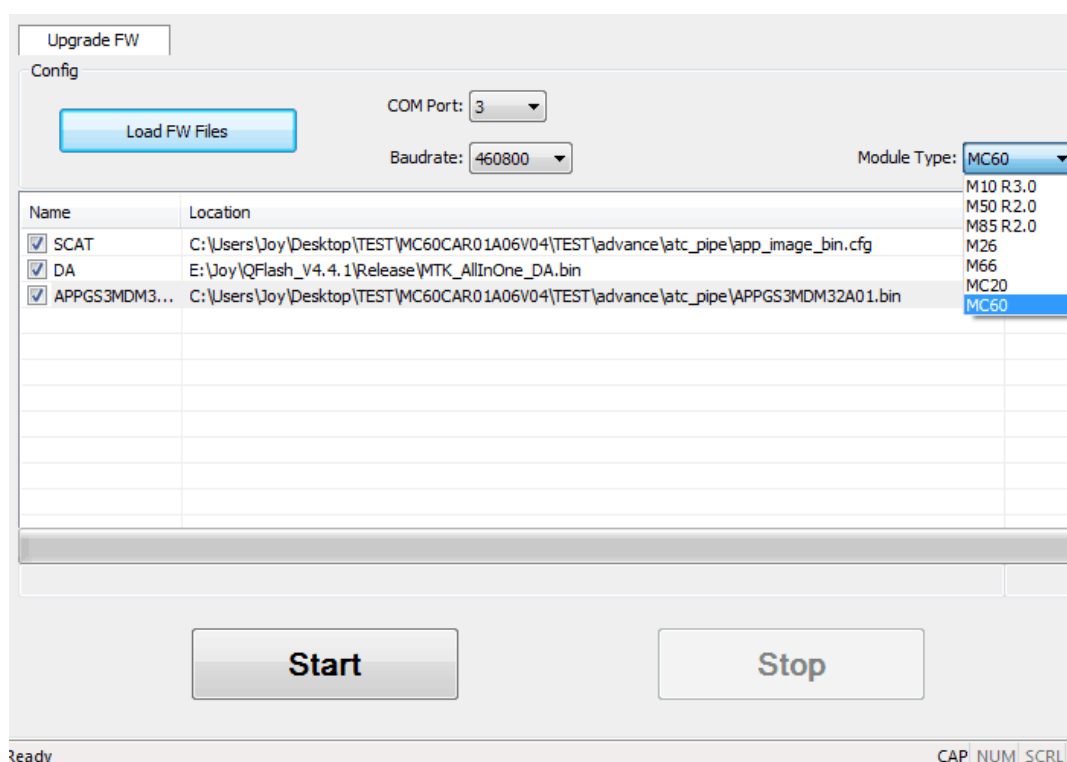 Upgrade FW
Config
Load FW Files
COM Port: 3
Baudrate: 460800
Module Type: MC60
M10 R3.0
M50 R2.0
M85 R2.0
M26
M66
MC20
MC60
Name Location
SCAT C:\Users\Joy\Desktop\TEST\MC60CAR01A06V04\TEST\advance\atc_pipe\app_image_bin.cfg
DA E:\Joy\QFlash_V4.4.1\Release\MTK_AllInOne_DA.bin
APPGS3MDM3... C:\Users\Joy\Desktop\TEST\MC60CAR01A06V04\TEST\advance\atc_pipe\APPGS3MDM32A01.bin
Start Stop
Ready CAP NUM SCRL